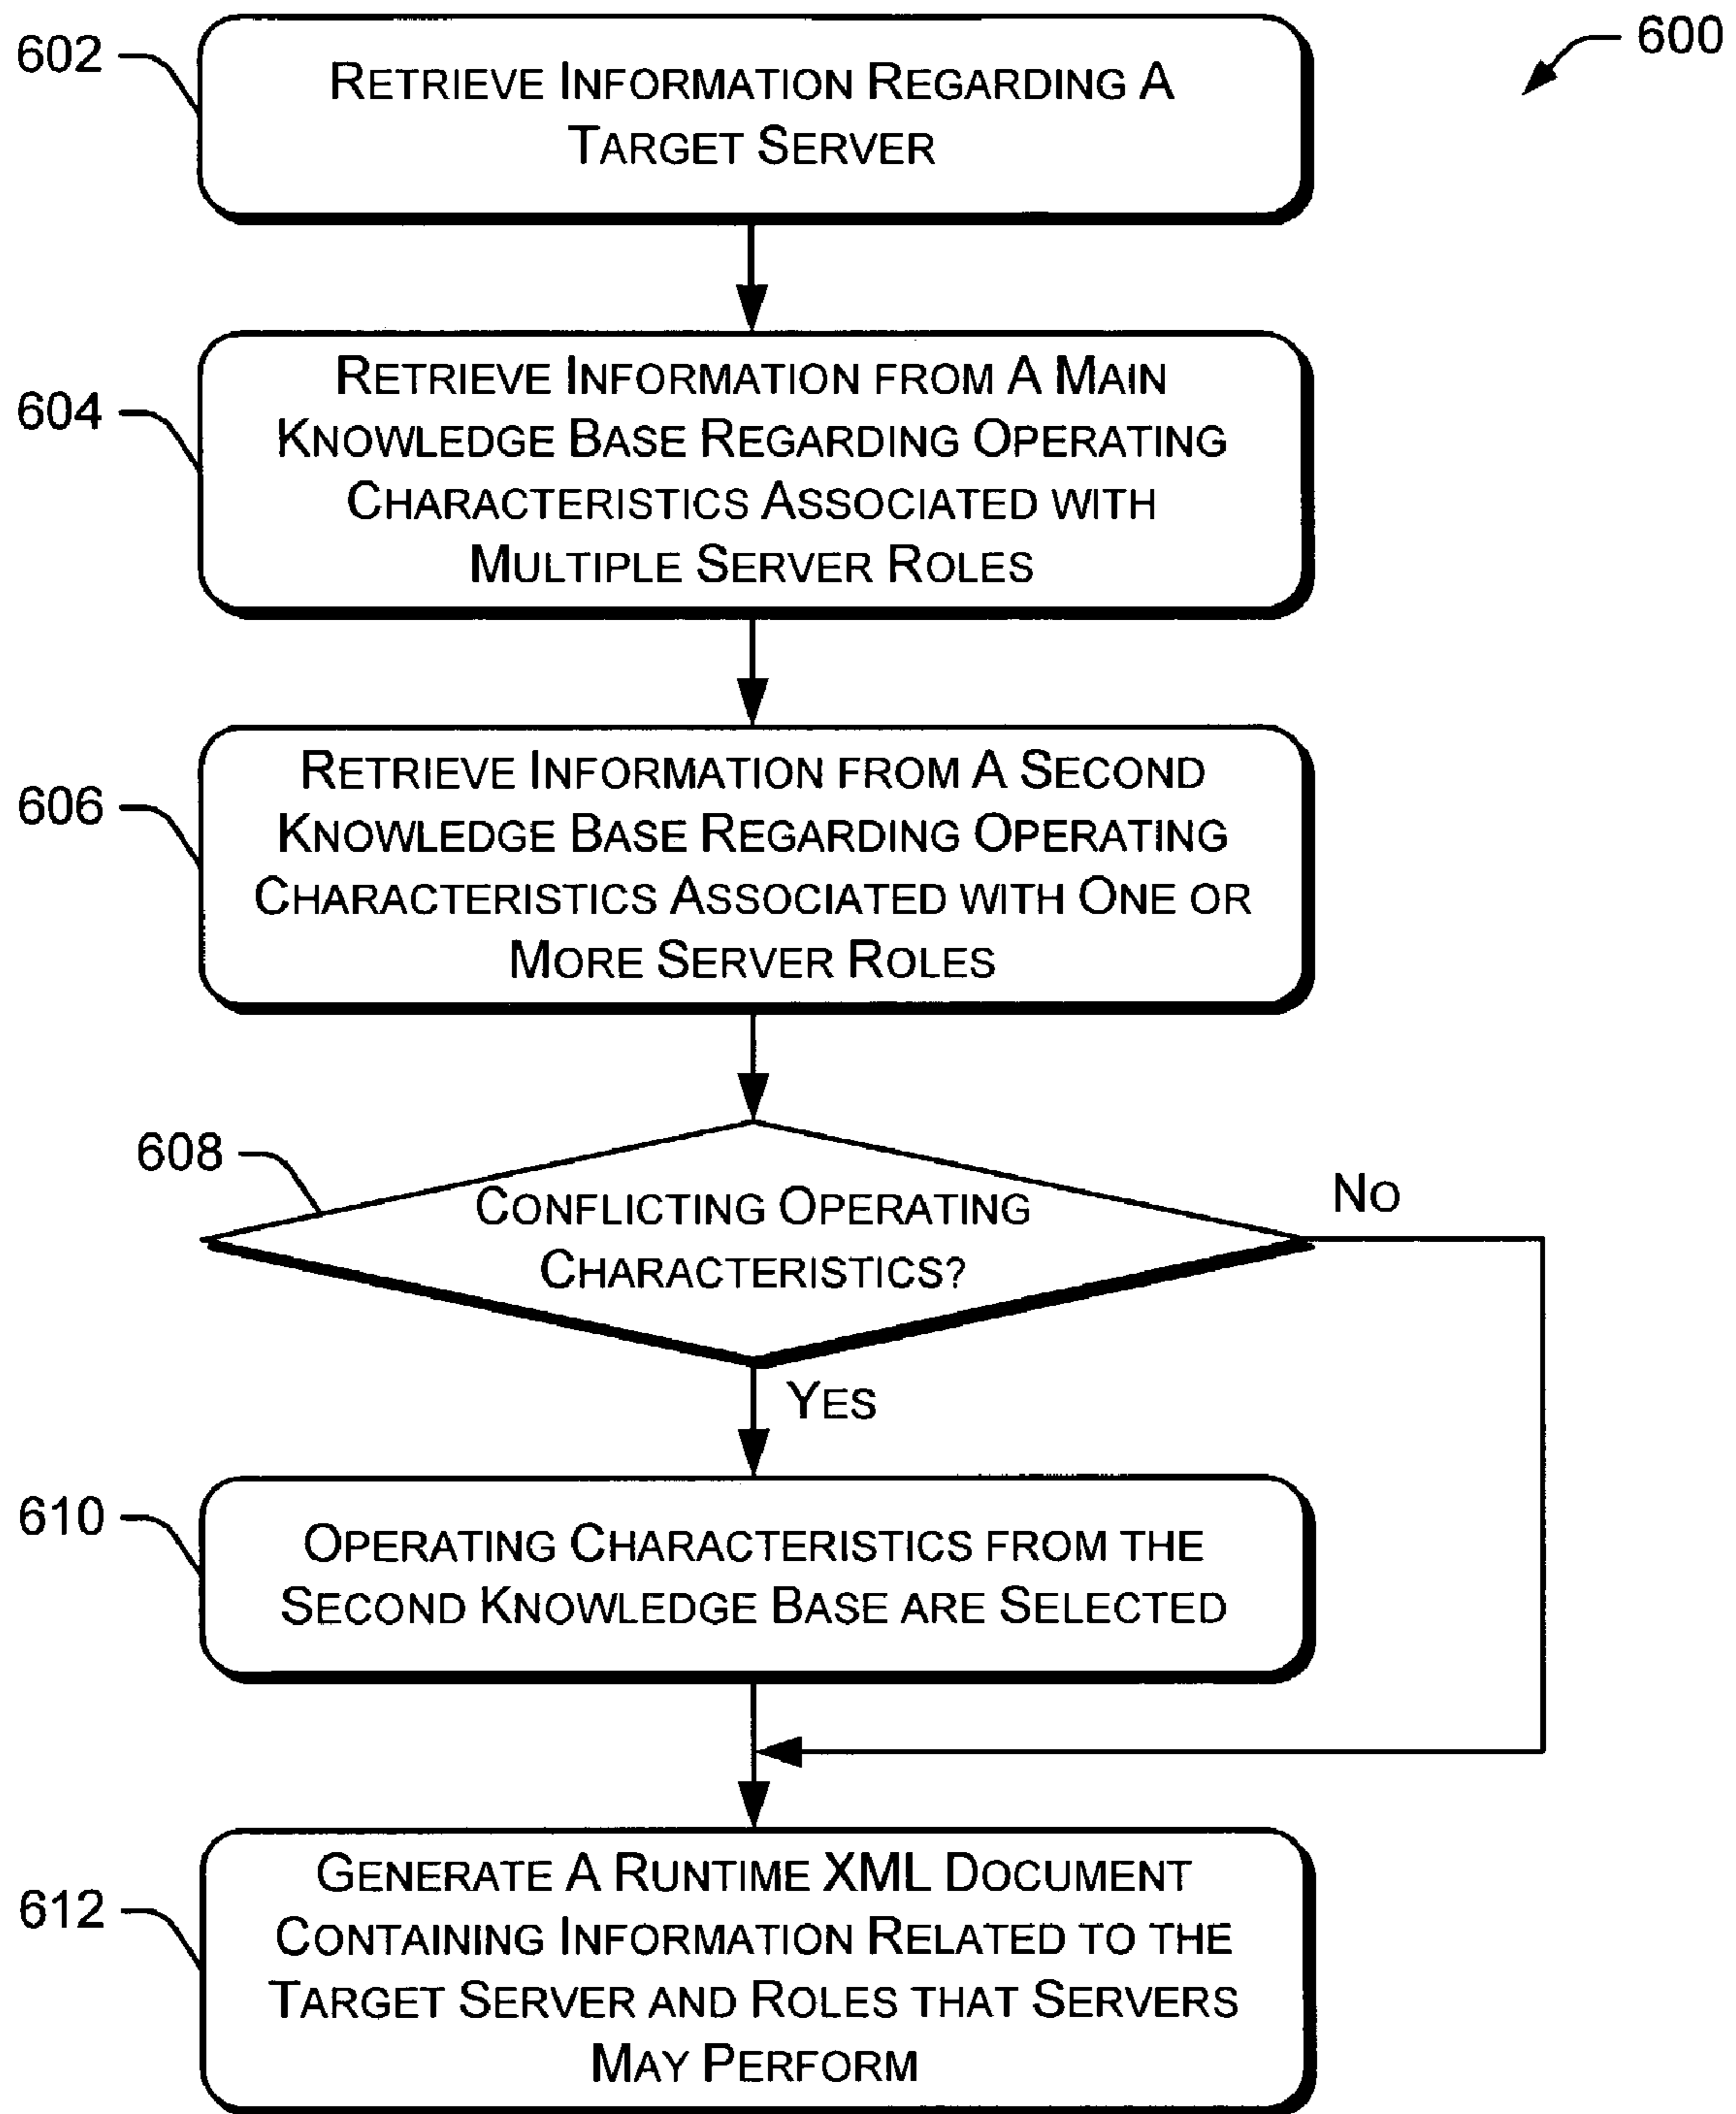 600
602
RETRIEVE INFORMATION REGARDING A
TARGET SERVER
604
RETRIEVE INFORMATION FROM A MAIN
KNOWLEDGE BASE REGARDING OPERATING
CHARACTERISTICS ASSOCIATED WITH
MULTIPLE SERVER ROLES
606
RETRIEVE INFORMATION FROM A SECOND
KNOWLEDGE BASE REGARDING OPERATING
CHARACTERISTICS ASSOCIATED WITH ONE OR
MORE SERVER ROLES
608
CONFLICTING OPERATING
CHARACTERISTICS?
NO
YES
610
OPERATING CHARACTERISTICS FROM THE
SECOND KNOWLEDGE BASE ARE SELECTED
612
GENERATE A RUNTIME XML DOCUMENT
CONTAINING INFORMATION RELATED TO THE
TARGET SERVER AND ROLES THAT SERVERS
MAY PERFORM